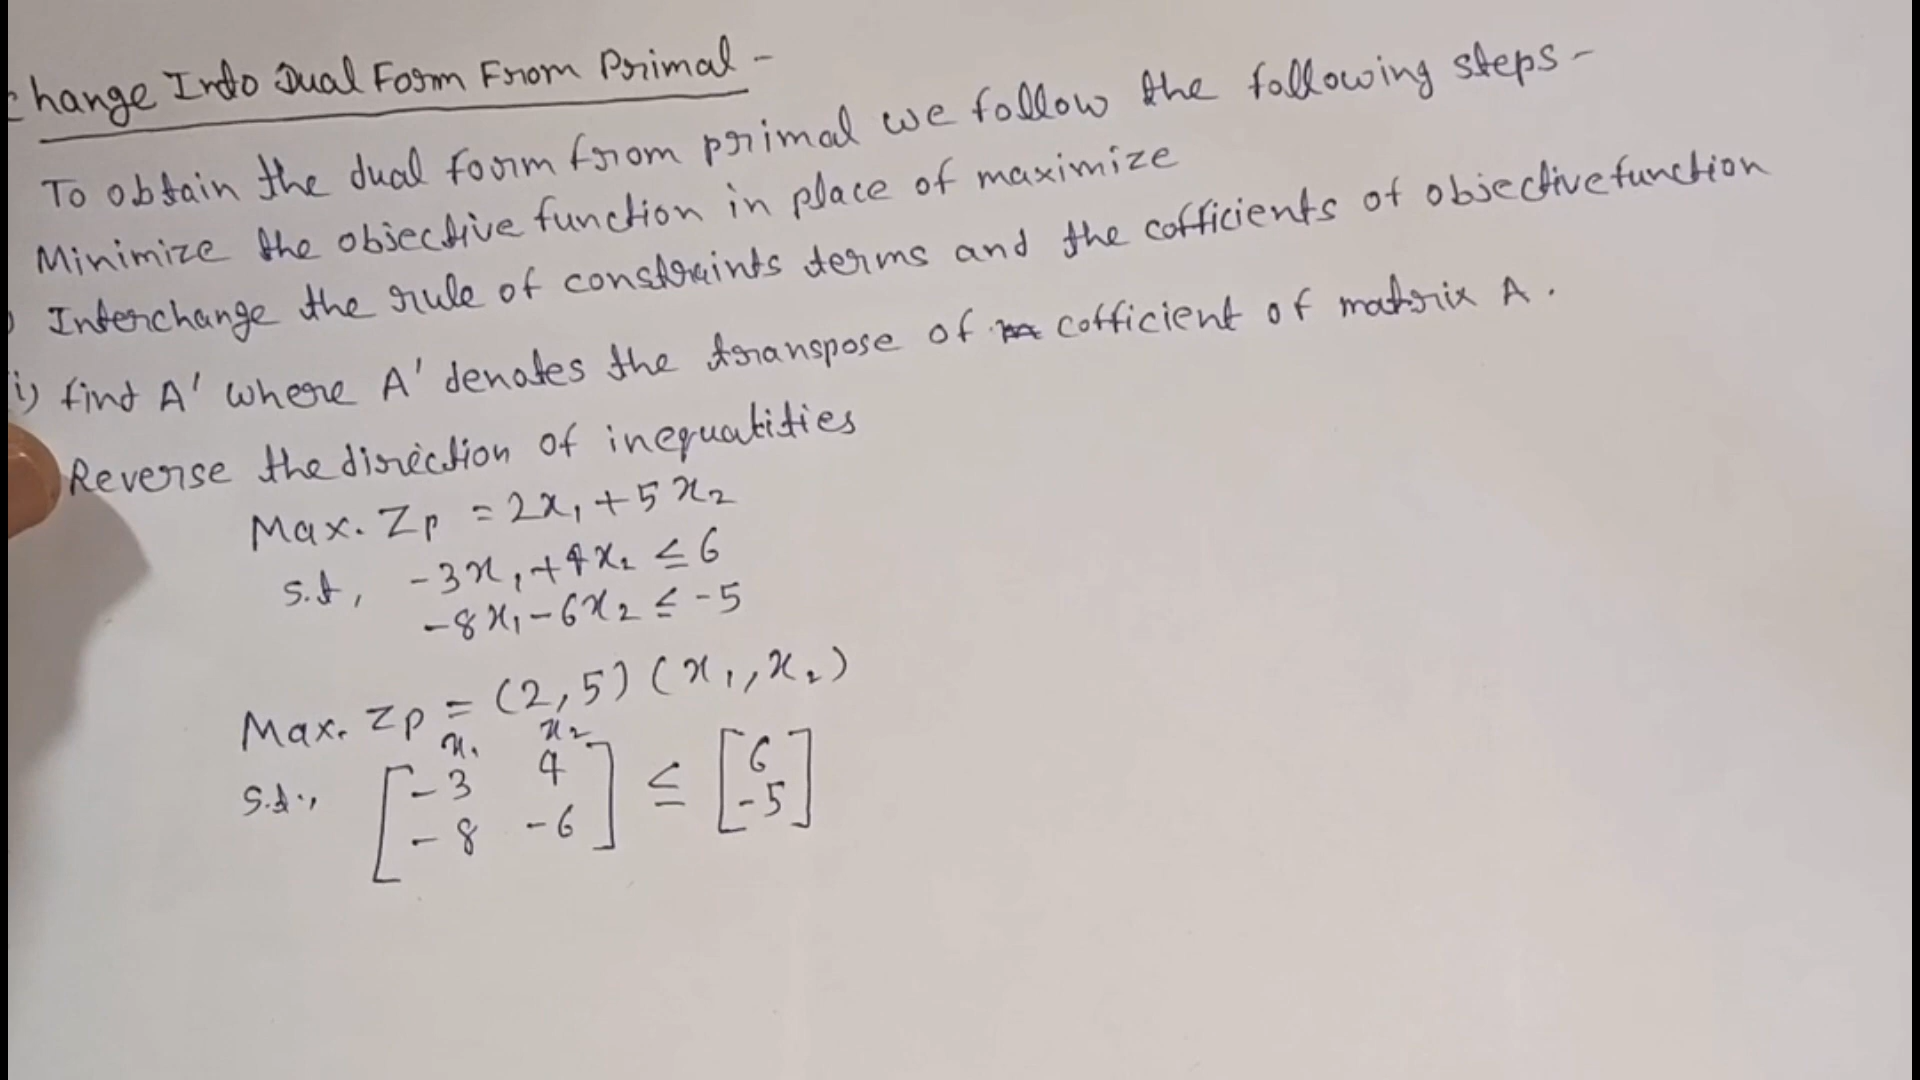 hange Into Dual Form From Primal -
To obtain the dual form from primal we follow the following steps -
Minimize the objective function in place of maximize
Interchange the rule of constraints terms and the cofficients of objective function
i) find A' where A' denotes the transpose of cofficient of matrix A.
Reverse the direction of inequalities
Max. Zp = 2x₁ + 5x₂
s.t, -3x₁ + 4x₂ ≤ 6
-8x₁ - 6x₂ ≤ -5
Max. Zp = (2,5) (x₁, x₂)
x₁ x₂
s.t., [-3 4
-8 -6] ≤ [6
-5]